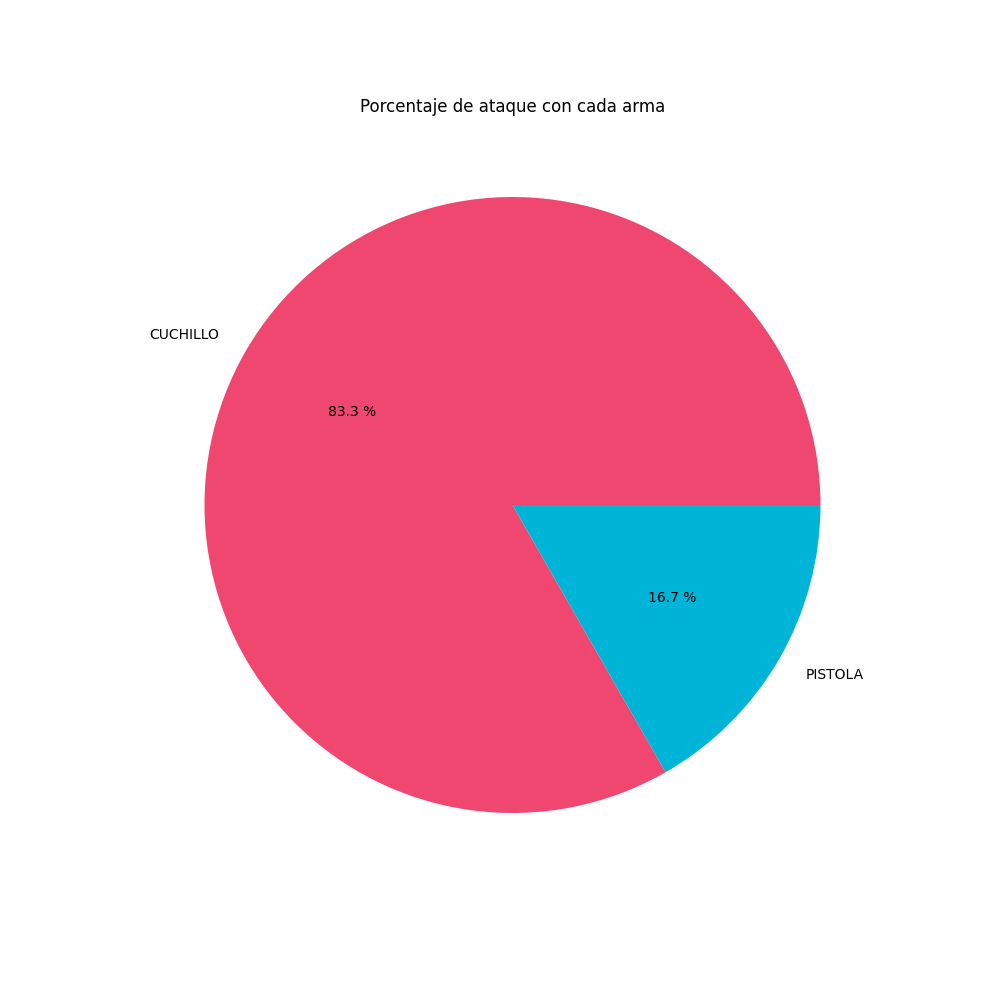 Porcentaje de ataque con cada arma
CUCHILLO
83.3 %
16.7 %
PISTOLA